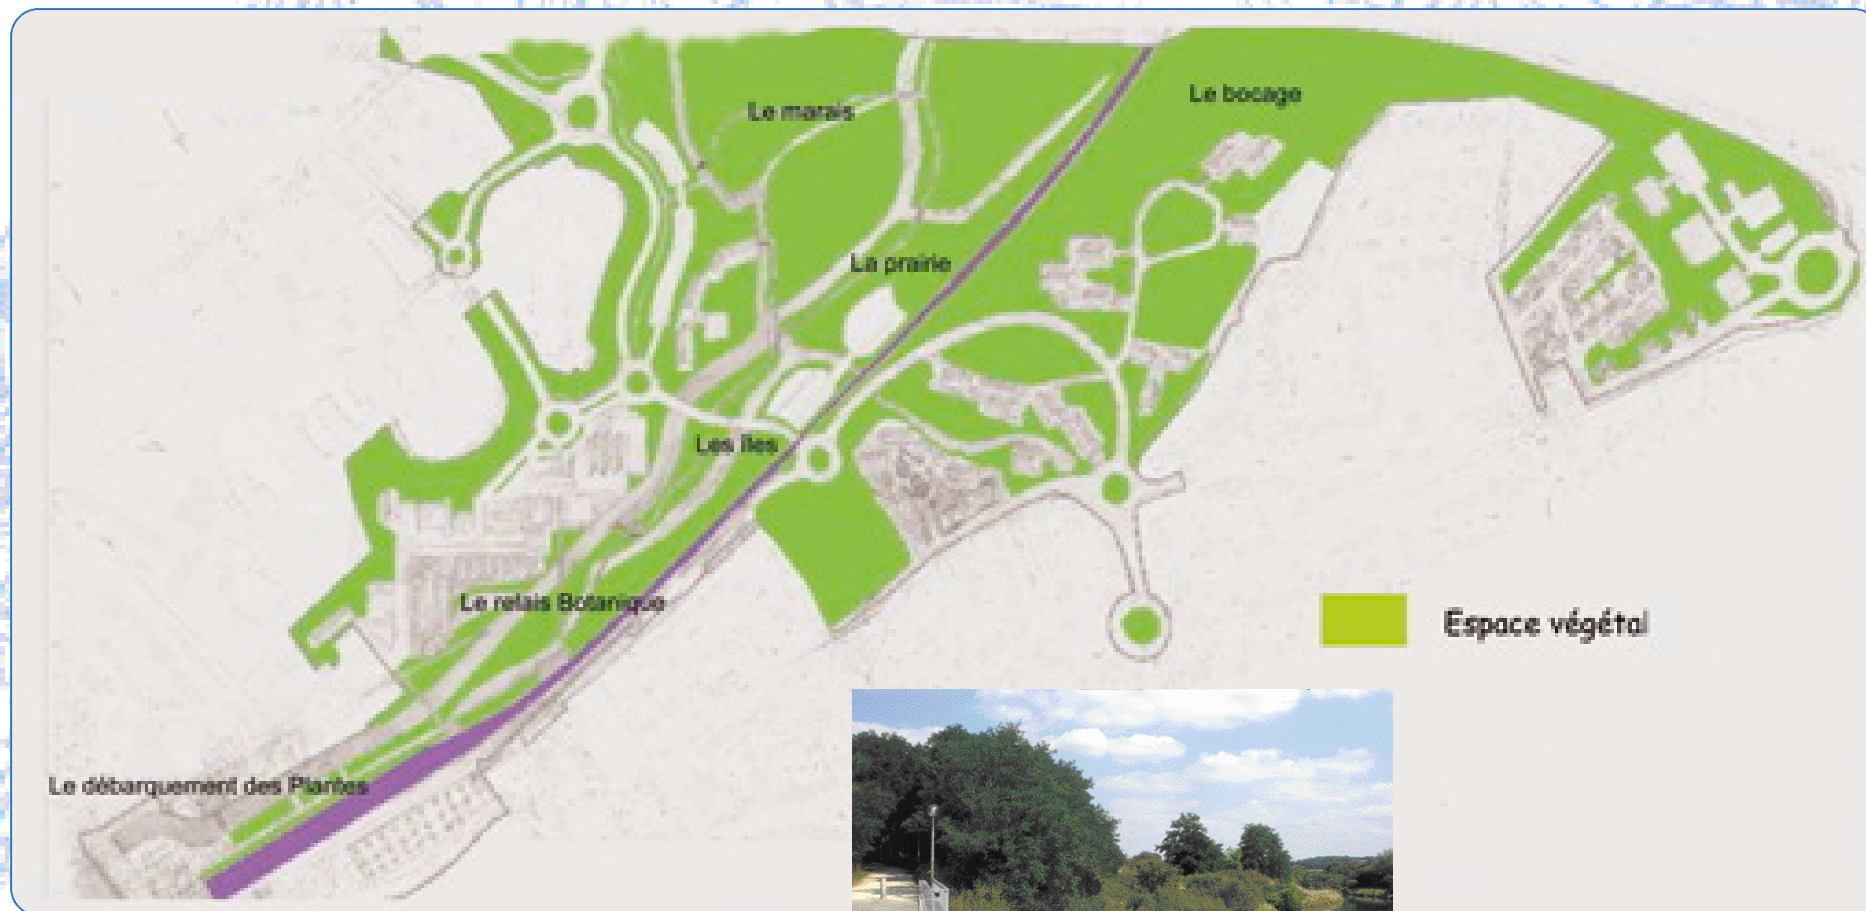 Le bocage
Le marais
La prairie
Les îles
Espace végétal
Le relais Botanique
Le débarquement des Plantes